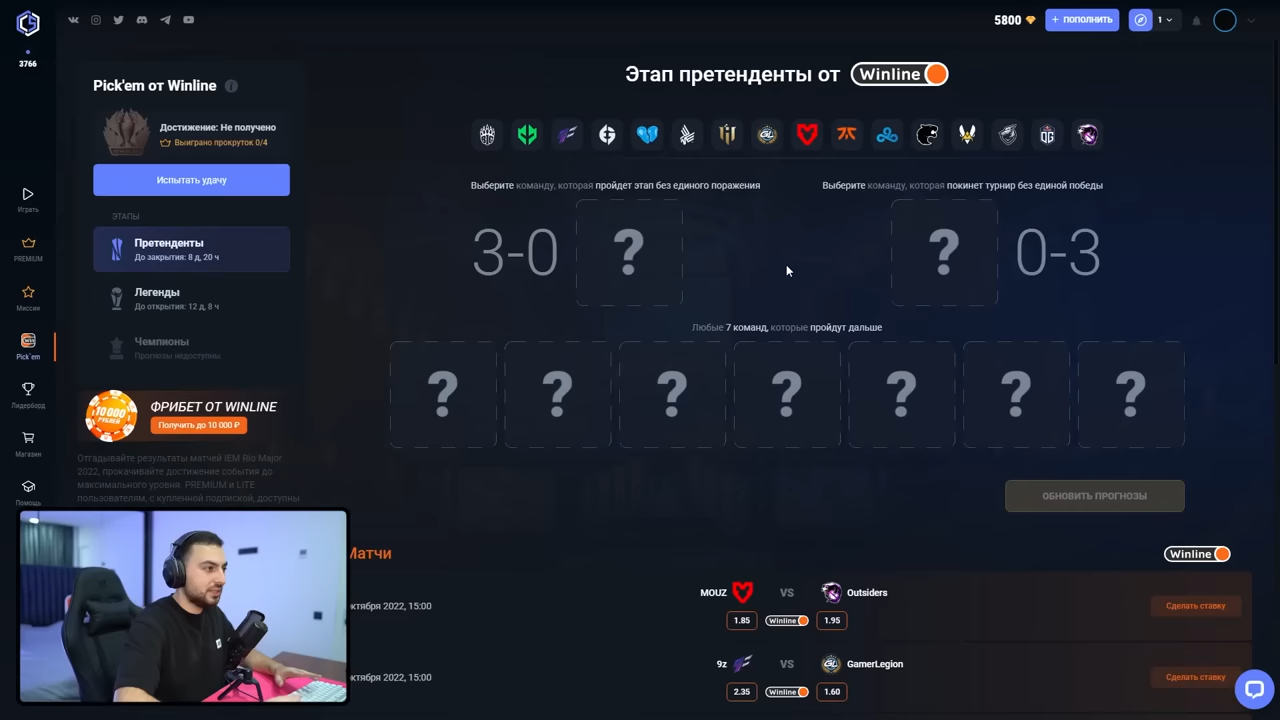 5800
+ ПОПОЛНИТЬ
1
3766
Играть
PREMIUM
Миссии
Pick'em
Лидерборд
Магазин
Помощь
Pick'em от Winline
Достижение: Не получено
Выиграно прокруток 0/4
Испытать удачу
ЭТАПЫ
Претенденты
До закрытия: 8 д, 20 ч
Легенды
До открытия: 12 д, 8 ч
Чемпионы
Прогнозы недоступны
10 000
РУБЛЕЙ
ФРИБЕТ ОТ WINLINE
Получить до 10 000 ₽
Отгадывайте результаты матчей IEM Rio Major
2022, прокачивайте достижение события до
максимального уровня. PREMIUM и LITE
пользователям, с купленной подпиской, доступны
Этап претенденты от Winline
OG
Выберите команду, которая пройдет этап без единого поражения
Выберите команду, которая покинет турнир без единой победы
3-0 ?
? 0-3
Любые 7 команд, которые пройдут дальше
? ? ? ? ? ? ?
ОБНОВИТЬ ПРОГНОЗЫ
Матчи
Winline
октября 2022, 15:00
MOUZ VS Outsiders
1.85 Winline 1.95
Сделать ставку
октября 2022, 15:00
9z VS GamerLegion
2.35 Winline 1.60
Сделать ставку